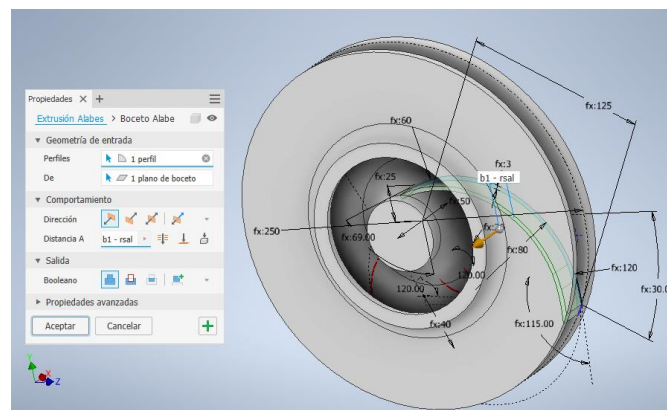 Propiedades × +
Extrusión Alabes > Boceto Alabe
Geometría de entrada
Perfiles 1 perfil
De 1 plano de boceto
Comportamiento
Dirección
Distancia A b1 - rsal
Salida
Booleano
Propiedades avanzadas
Aceptar Cancelar +
fx:125
fx:60
fx:3
b1 - rsal
fx:25
fx:50
fx:250
fx:69.00
fx:80
120.00
120.00
fx:120
fx:30.0
fx:40
fx:115.00
Y
X
Z